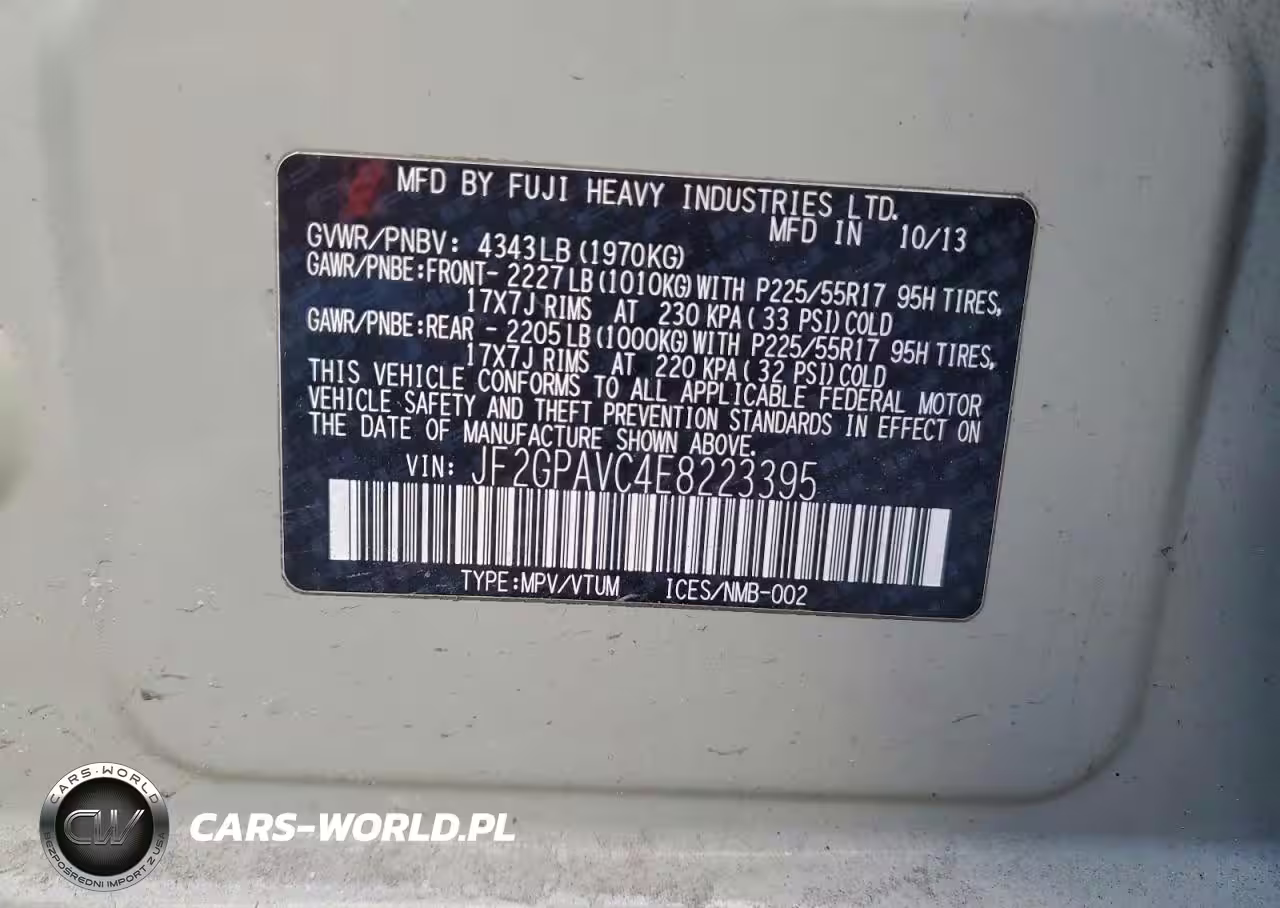 MFD BY FUJI HEAVY INDUSTRIES LTD.
MFD IN 10/13
GVWR/PNBV: 4343LB (1970KG)
GAWR/PNBE:FRONT- 2227LB (1010KG) WITH P225/55R17 95H TIRES,
17X7J RIMS AT 230 KPA( 33 PSI)COLD
GAWR/PNBE:REAR - 2205LB (1000KG) WITH P225/55R17 95H TIRES,
17X7J RIMS AT 220 KPA( 32 PSI)COLD
THIS VEHICLE CONFORMS TO ALL APPLICABLE FEDERAL MOTOR
VEHICLE SAFETY AND THEFT PREVENTION STANDARDS IN EFFECT ON
THE DATE OF MANUFACTURE SHOWN ABOVE.
VIN: JF2GPAVC4E8223395
TYPE:MPV/VTUM ICES/NMB-002
CARS-WORLD
CW
BEZPOŚREDNI IMPORT Z USA
CARS-WORLD.PL